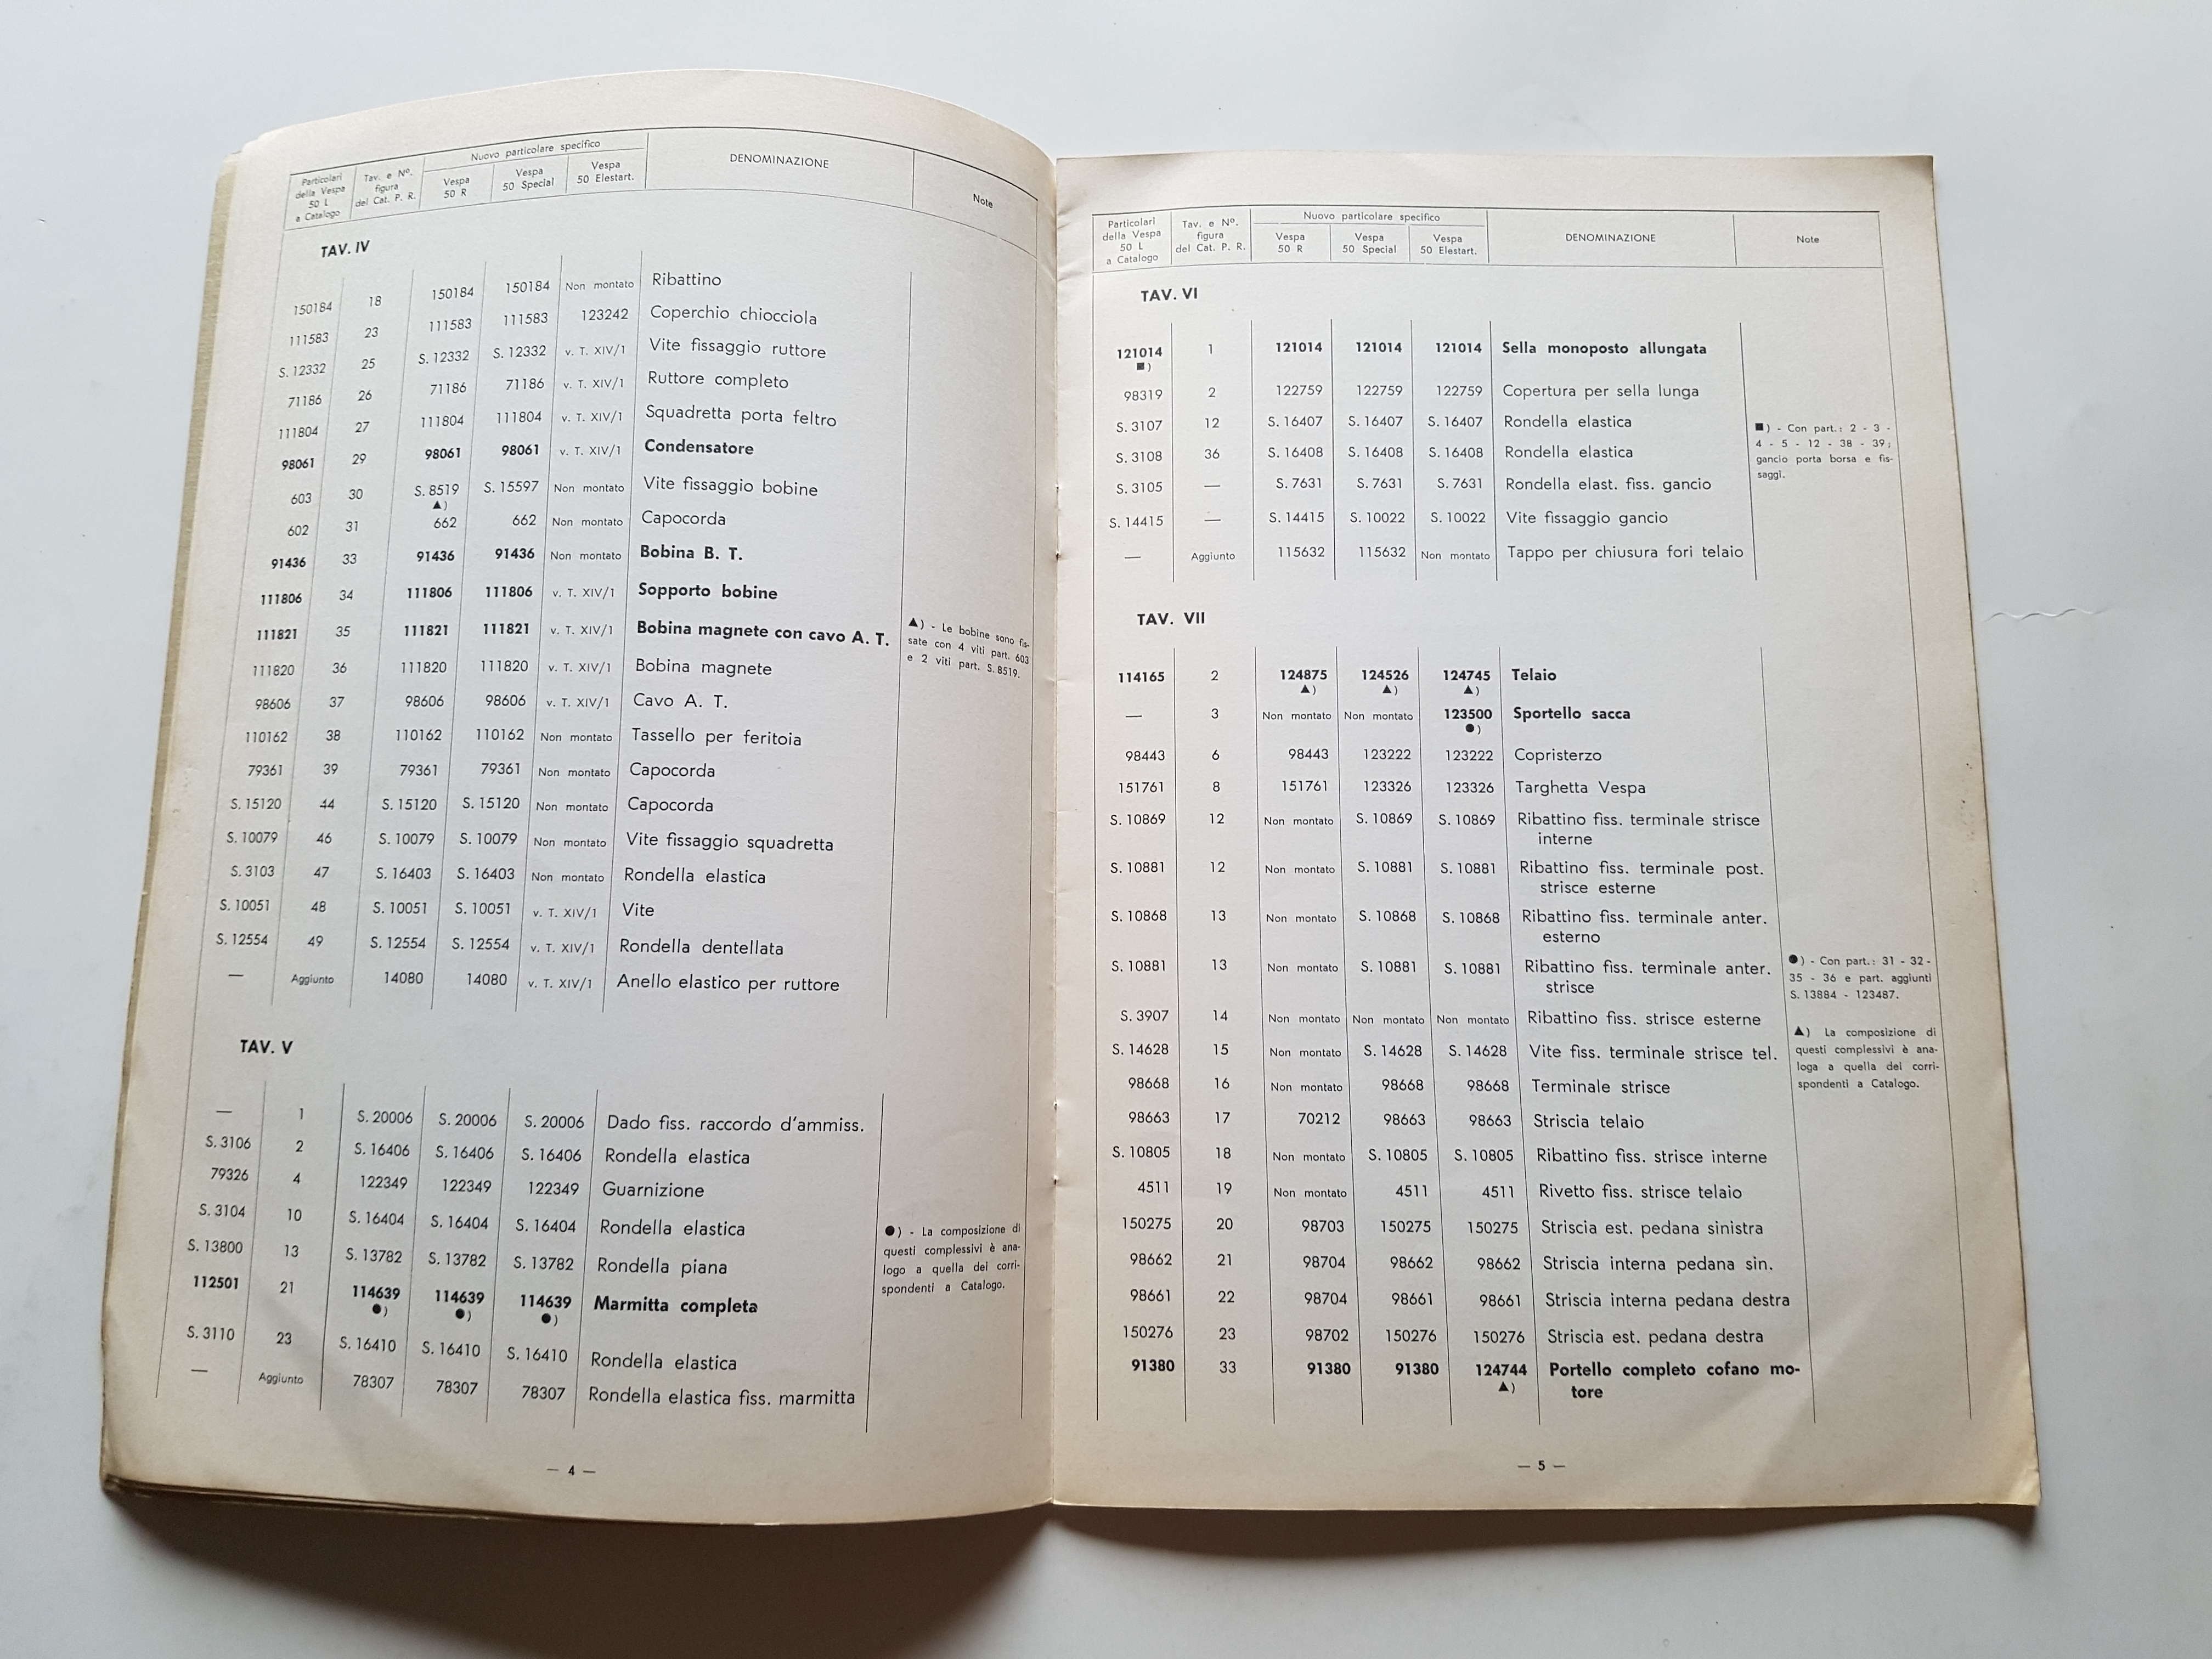 Particolari della Vespa 50 L a Catalogo
Tav. e Nº. figura del Cat. P. R.
Nuovo particolare specifico
Vespa 50 R
Vespa 50 Special
Vespa 50 Elestart.
DENOMINAZIONE
Note
TAV. IV
150184 18 150184 150184 Non montato Ribattino
111583 23 111583 111583 123242 Coperchio chiocciola
S. 12332 25 S. 12332 S. 12332 v. T. XIV/1 Vite fissaggio ruttore
71186 26 71186 71186 v. T. XIV/1 Ruttore completo
111804 27 111804 111804 v. T. XIV/1 Squadretta porta feltro
98061 29 98061 98061 v. T. XIV/1 Condensatore
603 30 S. 8519 ▲) S. 15597 Non montato Vite fissaggio bobine
602 31 662 662 Non montato Capocorda
91436 33 91436 91436 Non montato Bobina B. T.
111806 34 111806 111806 v. T. XIV/1 Sopporto bobine
111821 35 111821 111821 v. T. XIV/1 Bobina magnete con cavo A. T.
111820 36 111820 111820 v. T. XIV/1 Bobina magnete
98606 37 98606 98606 v. T. XIV/1 Cavo A. T.
110162 38 110162 110162 Non montato Tassello per feritoia
79361 39 79361 79361 Non montato Capocorda
S. 15120 44 S. 15120 S. 15120 Non montato Capocorda
S. 10079 46 S. 10079 S. 10079 Non montato Vite fissaggio squadretta
S. 3103 47 S. 16403 S. 16403 Non montato Rondella elastica
S. 10051 48 S. 10051 S. 10051 v. T. XIV/1 Vite
S. 12554 49 S. 12554 S. 12554 v. T. XIV/1 Rondella dentellata
— Aggiunto 14080 14080 v. T. XIV/1 Anello elastico per ruttore
▲) - Le bobine sono fis-
sate con 4 viti part. 603
e 2 viti part. S. 8519.
TAV. V
— 1 S. 20006 S. 20006 S. 20006 Dado fiss. raccordo d'ammiss.
S. 3106 2 S. 16406 S. 16406 S. 16406 Rondella elastica
79326 4 122349 122349 122349 Guarnizione
S. 3104 10 S. 16404 S. 16404 S. 16404 Rondella elastica
S. 13800 13 S. 13782 S. 13782 S. 13782 Rondella piana
112501 21 114639 ●) 114639 ●) 114639 ●) Marmitta completa
S. 3110 23 S. 16410 S. 16410 S. 16410 Rondella elastica
— Aggiunto 78307 78307 78307 Rondella elastica fiss. marmitta
●) - La composizione di
questi complessivi è ana-
logo a quella dei corri-
spondenti a Catalogo.
— 4 —
Particolari della Vespa 50 L a Catalogo
Tav. e Nº. figura del Cat. P. R.
Nuovo particolare specifico
Vespa 50 R
Vespa 50 Special
Vespa 50 Elestart.
DENOMINAZIONE
Note
TAV. VI
121014 ■) 1 121014 121014 121014 Sella monoposto allungata
98319 2 122759 122759 122759 Copertura per sella lunga
S. 3107 12 S. 16407 S. 16407 S. 16407 Rondella elastica
S. 3108 36 S. 16408 S. 16408 S. 16408 Rondella elastica
S. 3105 — S. 7631 S. 7631 S. 7631 Rondella elast. fiss. gancio
S. 14415 — S. 14415 S. 10022 S. 10022 Vite fissaggio gancio
— Aggiunto 115632 115632 Non montato Tappo per chiusura fori telaio
■) - Con part.: 2 - 3 -
4 - 5 - 12 - 38 - 39;
gancio porta borsa e fis-
saggi.
TAV. VII
114165 2 124875 ▲) 124526 ▲) 124745 ▲) Telaio
— 3 Non montato Non montato 123500 ●) Sportello sacca
98443 6 98443 123222 123222 Copristerzo
151761 8 151761 123326 123326 Targhetta Vespa
S. 10869 12 Non montato S. 10869 S. 10869 Ribattino fiss. terminale strisce
interne
S. 10881 12 Non montato S. 10881 S. 10881 Ribattino fiss. terminale post.
strisce esterne
S. 10868 13 Non montato S. 10868 S. 10868 Ribattino fiss. terminale anter.
esterno
S. 10881 13 Non montato S. 10881 S. 10881 Ribattino fiss. terminale anter.
strisce
S. 3907 14 Non montato Non montato Non montato Ribattino fiss. strisce esterne
S. 14628 15 Non montato S. 14628 S. 14628 Vite fiss. terminale strisce tel.
98668 16 Non montato 98668 98668 Terminale strisce
98663 17 70212 98663 98663 Striscia telaio
S. 10805 18 Non montato S. 10805 S. 10805 Ribattino fiss. strisce interne
4511 19 Non montato 4511 4511 Rivetto fiss. strisce telaio
150275 20 98703 150275 150275 Striscia est. pedana sinistra
98662 21 98704 98662 98662 Striscia interna pedana sin.
98661 22 98704 98661 98661 Striscia interna pedana destra
150276 23 98702 150276 150276 Striscia est. pedana destra
91380 33 91380 91380 124744 ▲) Portello completo cofano mo-
tore
●) - Con part.: 31 - 32 -
35 - 36 e part. aggiunti
S. 13884 - 123487.
▲) La composizione di
questi complessivi è ana-
loga a quella dei corri-
spondenti a Catalogo.
— 5 —